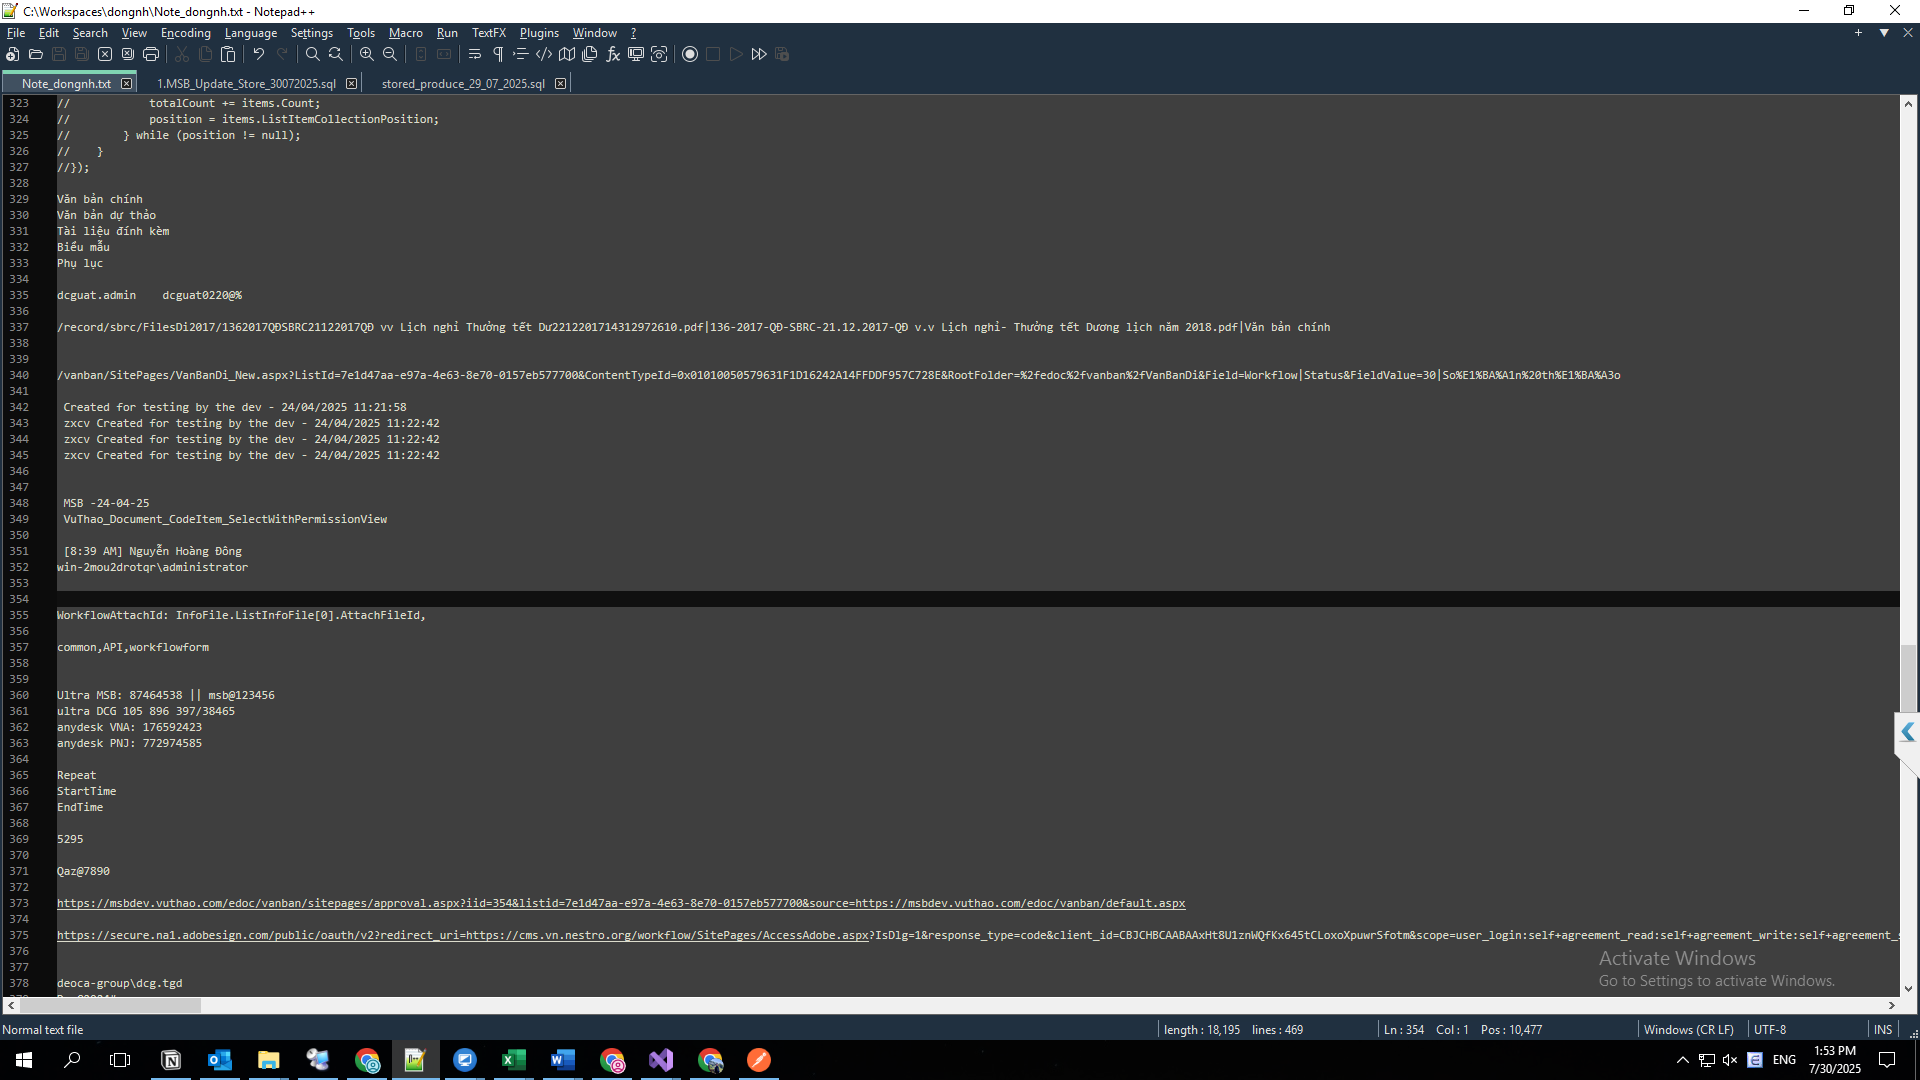 C:\Workspaces\dongnh\Note_dongnh.txt - Notepad++
File Edit Search View Encoding Language Settings Tools Macro Run TextFX Plugins Window ?
Note_dongnh.txt 1.MSB_Update_Store_30072025.sql stored_produce_29_07_2025.sql
323 // totalCount += items.Count;
324 // position = items.ListItemCollectionPosition;
325 // } while (position != null);
326 // }
327 //});
328
329 Văn bản chính
330 Văn bản dự thảo
331 Tài liệu đính kèm
332 Biểu mẫu
333 Phụ lục
334
335 dcguat.admin dcguat0220@%
336
337 /record/sbrc/FilesDi2017/1362017QĐSBRC21122017QĐ vv Lịch nghỉ Thưởng tết Dư2212201714312972610.pdf|136-2017-QĐ-SBRC-21.12.2017-QĐ v.v Lịch nghỉ- Thưởng tết Dương lịch năm 2018.pdf|Văn bản chính
338
339
340 /vanban/SitePages/VanBanDi_New.aspx?ListId=7e1d47aa-e97a-4e63-8e70-0157eb577700&ContentTypeId=0x01010050579631F1D16242A14FFDDF957C728E&RootFolder=%2fedoc%2fvanban%2fVanBanDi&Field=Workflow|Status&FieldValue=30|So%E1%BA%A1n%20th%E1%BA%A3o
341
342 Created for testing by the dev - 24/04/2025 11:21:58
343 zxcv Created for testing by the dev - 24/04/2025 11:22:42
344 zxcv Created for testing by the dev - 24/04/2025 11:22:42
345 zxcv Created for testing by the dev - 24/04/2025 11:22:42
346
347
348 MSB -24-04-25
349 VuThao_Document_CodeItem_SelectWithPermissionView
350
351 [8:39 AM] Nguyễn Hoàng Đông
352 win-2mou2drotqr\administrator
353
354
355 WorkflowAttachId: InfoFile.ListInfoFile[0].AttachFileId,
356
357 common,API,workflowform
358
359
360 Ultra MSB: 87464538 || msb@123456
361 ultra DCG 105 896 397/38465
362 anydesk VNA: 176592423
363 anydesk PNJ: 772974585
364
365 Repeat
366 StartTime
367 EndTime
368
369 5295
370
371 Qaz@7890
372
373 https://msbdev.vuthao.com/edoc/vanban/sitepages/approval.aspx?iid=354&listid=7e1d47aa-e97a-4e63-8e70-0157eb577700&source=https://msbdev.vuthao.com/edoc/vanban/default.aspx
374
375 https://secure.na1.adobesign.com/public/oauth/v2?redirect_uri=https://cms.vn.nestro.org/workflow/SitePages/AccessAdobe.aspx?IsDlg=1&response_type=code&client_id=CBJCHBCAABAAxHt8U1znWQfKx645tCLoxoXpuwrSfotm&scope=user_login:self+agreement_read:self+agreement_write:self+agreement_
376
377
378 deoca-group\dcg.tgd
Activate Windows
Go to Settings to activate Windows.
Normal text file length : 18,195 lines : 469 Ln : 354 Col : 1 Pos : 10,477 Windows (CR LF) UTF-8 INS
ENG 1:53 PM
7/30/2025